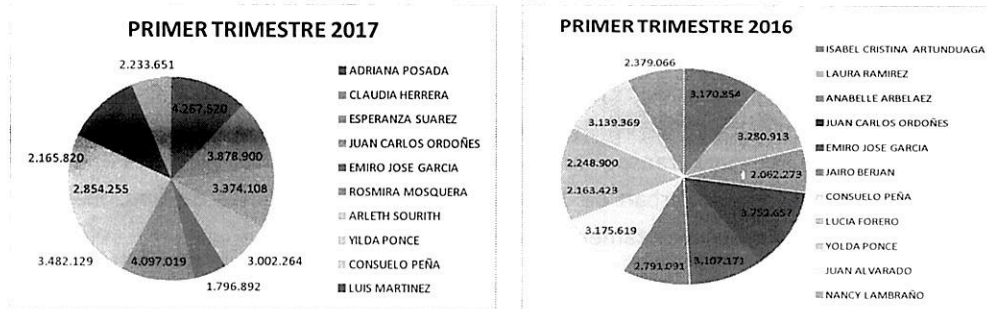 PRIMER TRIMESTRE 2017
2.233.651
4.267.520
3.878.900
3.374.108
3.002.264
1.796.892
4.097.019
3.482.129
2.854.255
2.165.820
ADRIANA POSADA
CLAUDIA HERRERA
ESPERANZA SUAREZ
JUAN CARLOS ORDOÑES
EMIRO JOSE GARCIA
ROSMIRA MOSQUERA
ARLETH SOURITH
YILDA PONCE
CONSUELO PEÑA
LUIS MARTINEZ
PRIMER TRIMESTRE 2016
2.379.066
3.170.854
3.280.913
2.062.273
3.752.657
3.107.171
2.791.091
3.175.619
2.163.423
2.248.900
3.139.369
ISABEL CRISTINA ARTUNDUAGA
LAURA RAMIREZ
ANABELLE ARBELAEZ
JUAN CARLOS ORDOÑES
EMIRO JOSE GARCIA
JAIRO BERJAN
CONSUELO PEÑA
LUCIA FORERO
YOLDA PONCE
JUAN ALVARADO
NANCY LAMBRAÑO